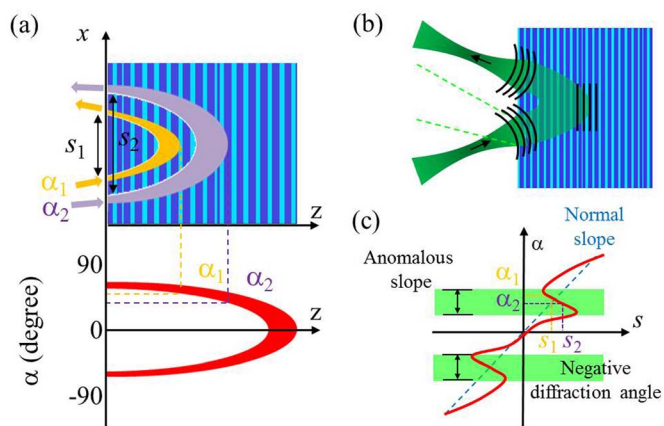 (a)
x
s₁
s₂
α₁
α₂
z
90
α₁
α₂
z
α (degree)
0
-90
(b)
(c)
α
Normal
slope
Anomalous
slope
α₁
α₂
s
s₁
s₂
Negative
diffraction angle